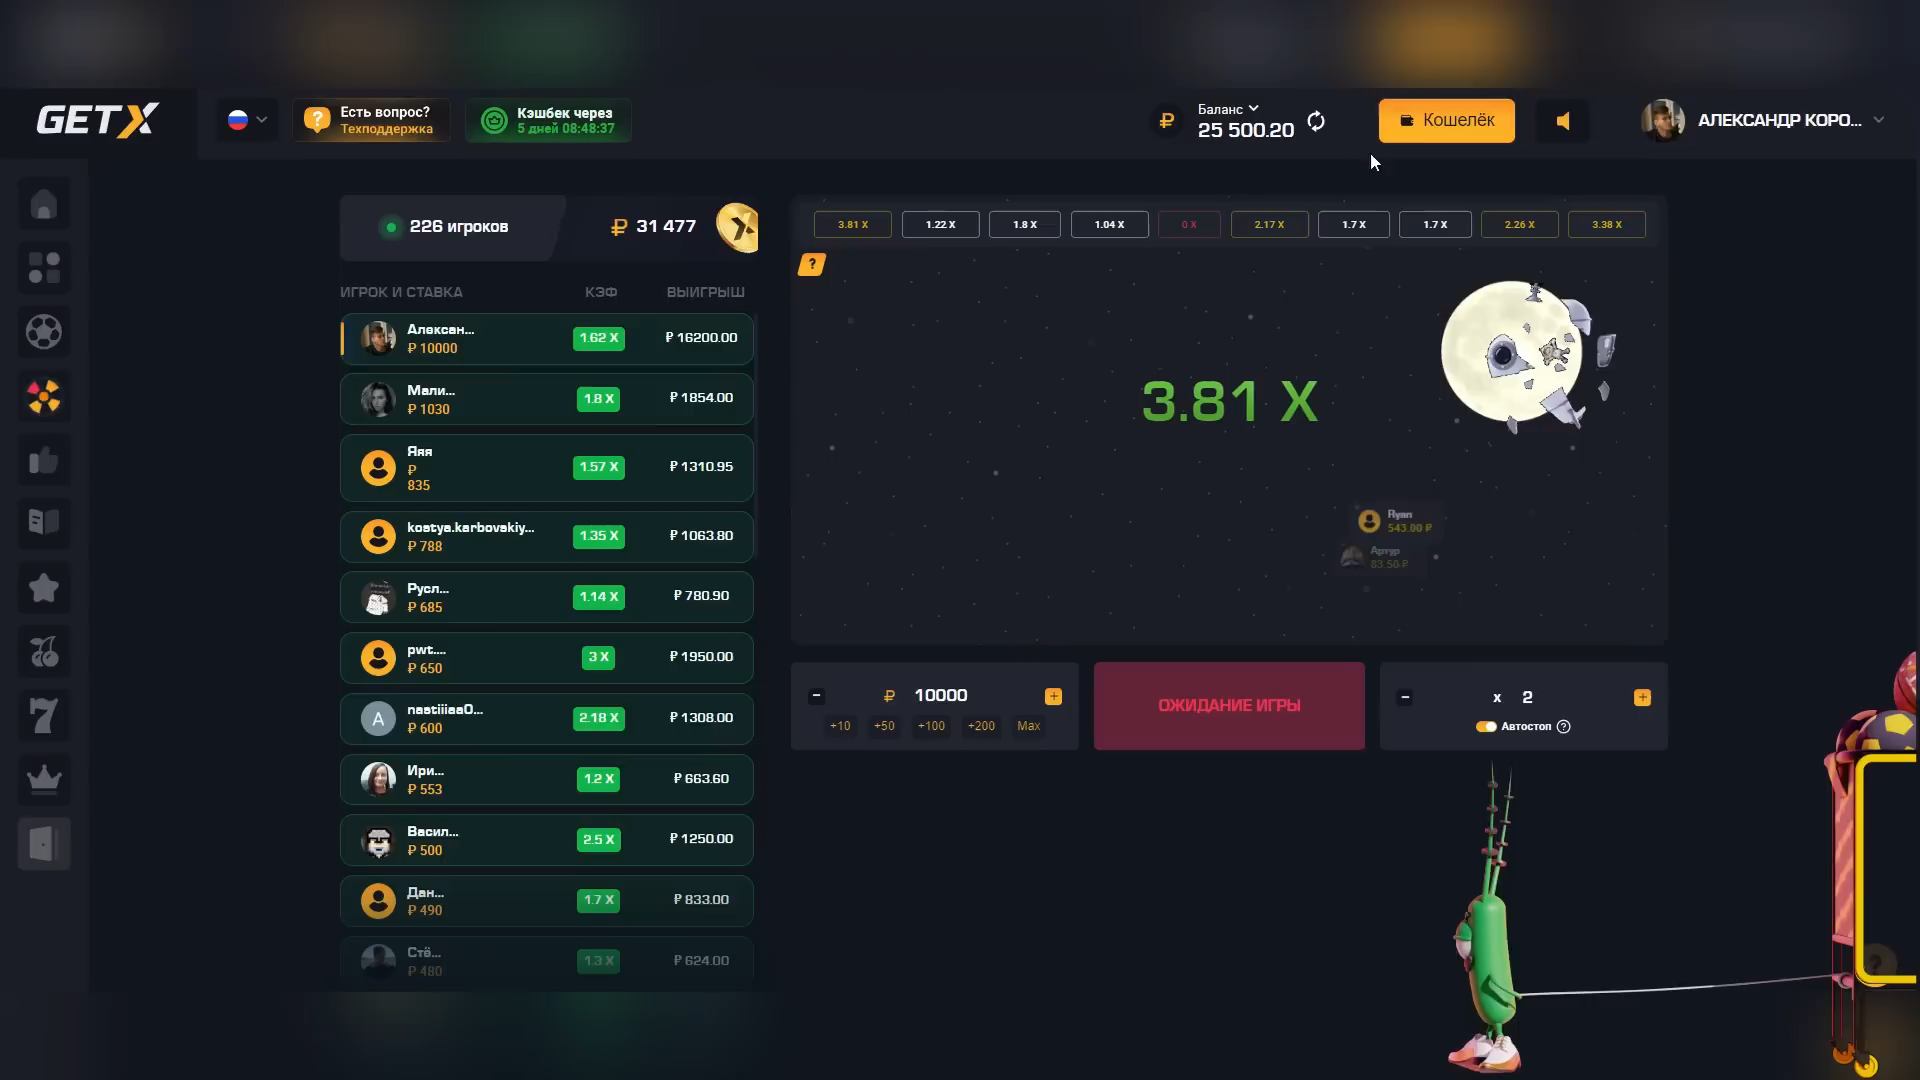 GETX
Есть вопрос?
Техподдержка
Кэшбек через
5 дней 08:48:37
₽
Баланс
25 500.20
Кошелёк
АЛЕКСАНДР КОРО...
226 игроков
₽ 31 477
ИГРОК И СТАВКА КЭФ ВЫИГРЫШ
Алексан...
₽ 10000
1.62 X
₽ 16200.00
Мали...
₽ 1030
1.8 X
₽ 1854.00
Яяя
₽
835
1.57 X
₽ 1310.95
kostya.karbovskiy...
₽ 788
1.35 X
₽ 1063.80
Русл...
₽ 685
1.14 X
₽ 780.90
pwt....
₽ 650
3 X
₽ 1950.00
A
nastiiiaa0...
₽ 600
2.18 X
₽ 1308.00
Ири...
₽ 553
1.2 X
₽ 663.60
Васил...
₽ 500
2.5 X
₽ 1250.00
Дан...
₽ 490
1.7 X
₽ 833.00
Стё...
₽ 480
1.3 X
₽ 624.00
3.81 X 1.22 X 1.8 X 1.04 X 0 X 2.17 X 1.7 X 1.7 X 2.26 X 3.38 X
?
3.81 X
Ryan
543.00 ₽
Артур
83.50 ₽
- ₽ 10000 +
+10 +50 +100 +200 Max
ОЖИДАНИЕ ИГРЫ
- x 2 +
Автостоп ?